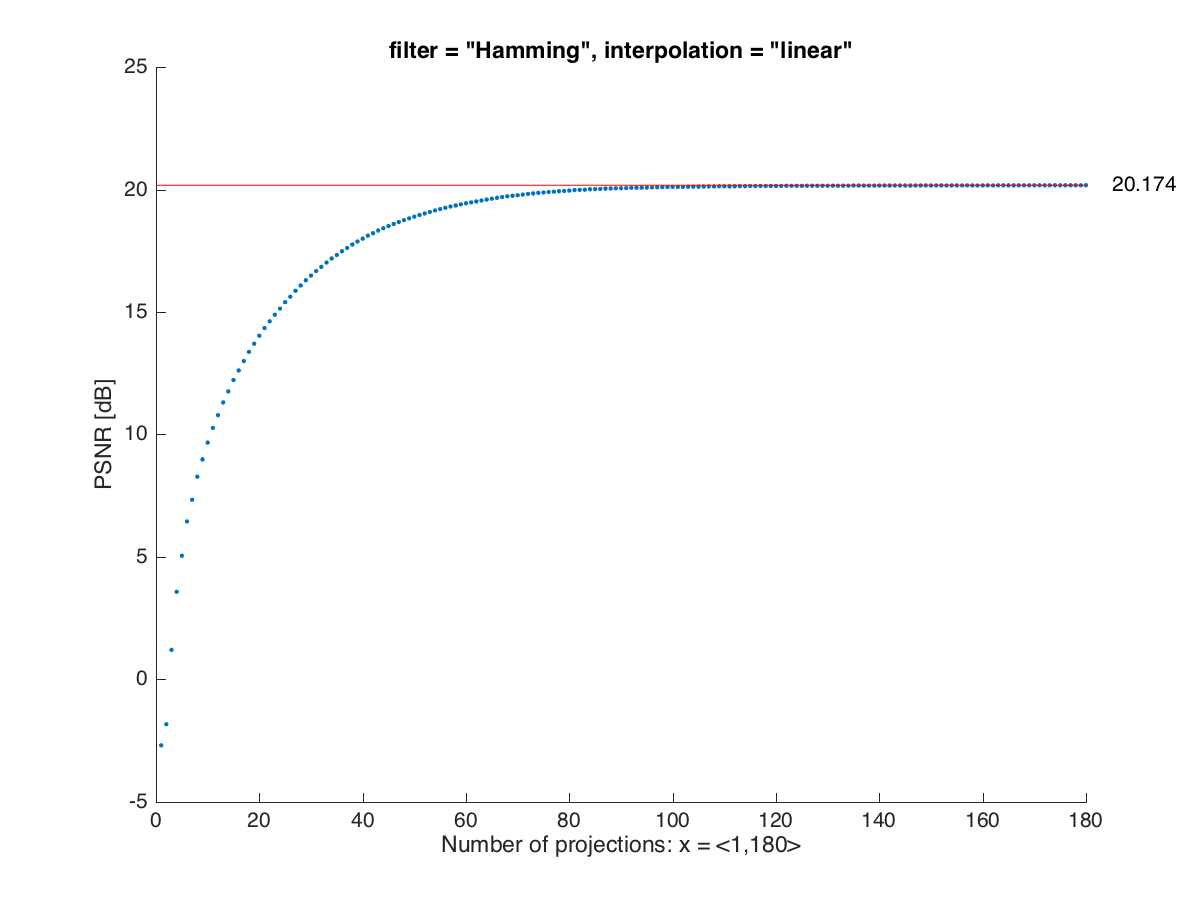 filter = "Hamming", interpolation = "linear"
25
20
15
10
5
0
-5
PSNR [dB]
20.174
0 20 40 60 80 100 120 140 160 180
Number of projections: x = <1,180>